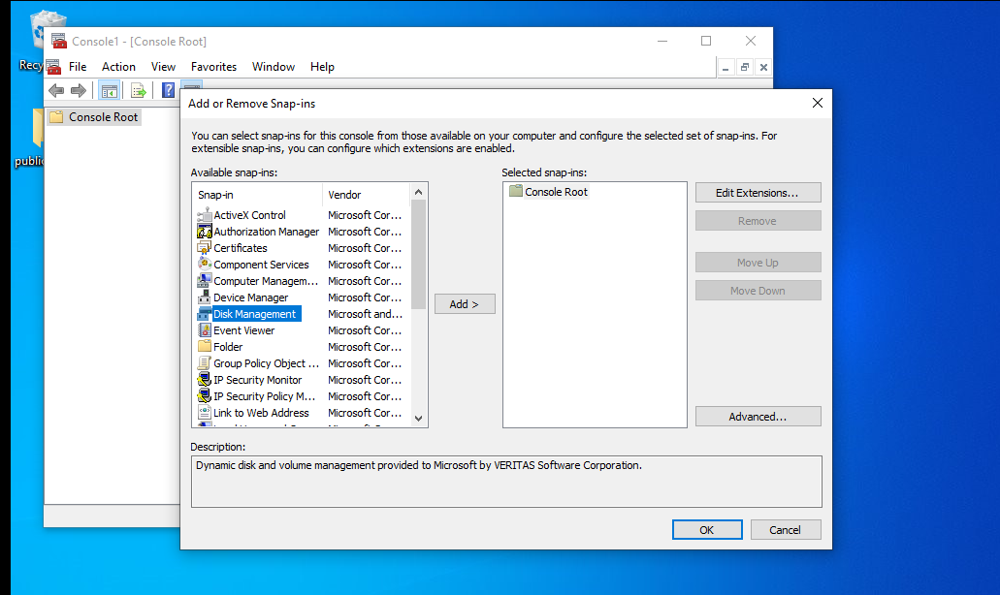 Recy
public
Console1 - [Console Root]
File Action View Favorites Window Help
Console Root
Add or Remove Snap-ins
You can select snap-ins for this console from those available on your computer and configure the selected set of snap-ins. For
extensible snap-ins, you can configure which extensions are enabled.
Available snap-ins:
Snap-in Vendor
ActiveX Control Microsoft Cor...
Authorization Manager Microsoft Cor...
Certificates Microsoft Cor...
Component Services Microsoft Cor...
Computer Managem... Microsoft Cor...
Device Manager Microsoft Cor...
Disk Management Microsoft and...
Event Viewer Microsoft Cor...
Folder Microsoft Cor...
Group Policy Object ... Microsoft Cor...
IP Security Monitor Microsoft Cor...
IP Security Policy M... Microsoft Cor...
Link to Web Address Microsoft Cor...
Add >
Selected snap-ins:
Console Root
Edit Extensions...
Remove
Move Up
Move Down
Advanced...
Description:
Dynamic disk and volume management provided to Microsoft by VERITAS Software Corporation.
OK Cancel